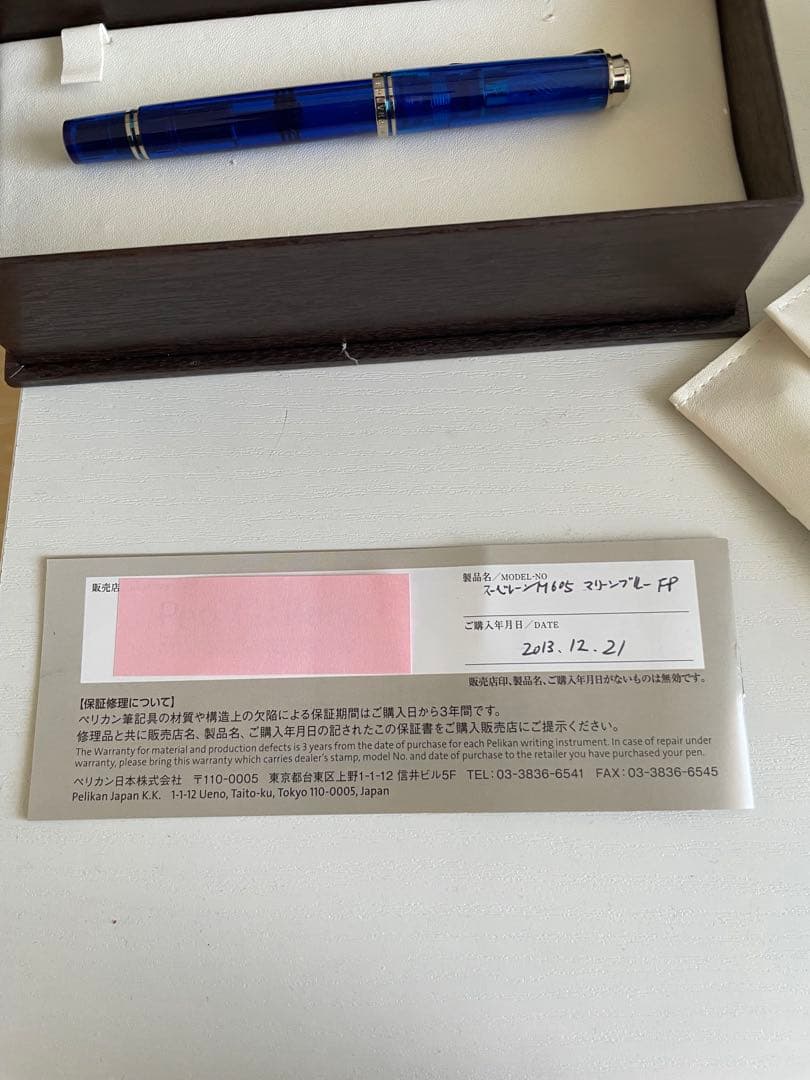 販売店
製品名/MODEL-NO
スーベレーンM605 マリーンブルー FP
ご購入年月日/DATE
2013.12.21
販売店印、製品名、ご購入年月日がないものは無効です。
【保証修理について】
ペリカン筆記具の材質や構造上の欠陥による保証期間はご購入日から3年間です。
修理品と共に販売店名、製品名、ご購入年月日の記されたこの保証書をご購入販売店にご提示ください。
The Warranty for material and production defects is 3 years from the date of purchase for each Pelikan writing instrument. In case of repair under
warranty, please bring this warranty which carries dealer's stamp, model No. and date of purchase to the retailer you have purchased your pen.
ペリカン日本株式会社 〒110-0005 東京都台東区上野1-1-12 信井ビル5F TEL:03-3836-6541 FAX:03-3836-6545
Pelikan Japan K.K. 1-1-12 Ueno, Taito-ku, Tokyo 110-0005, Japan